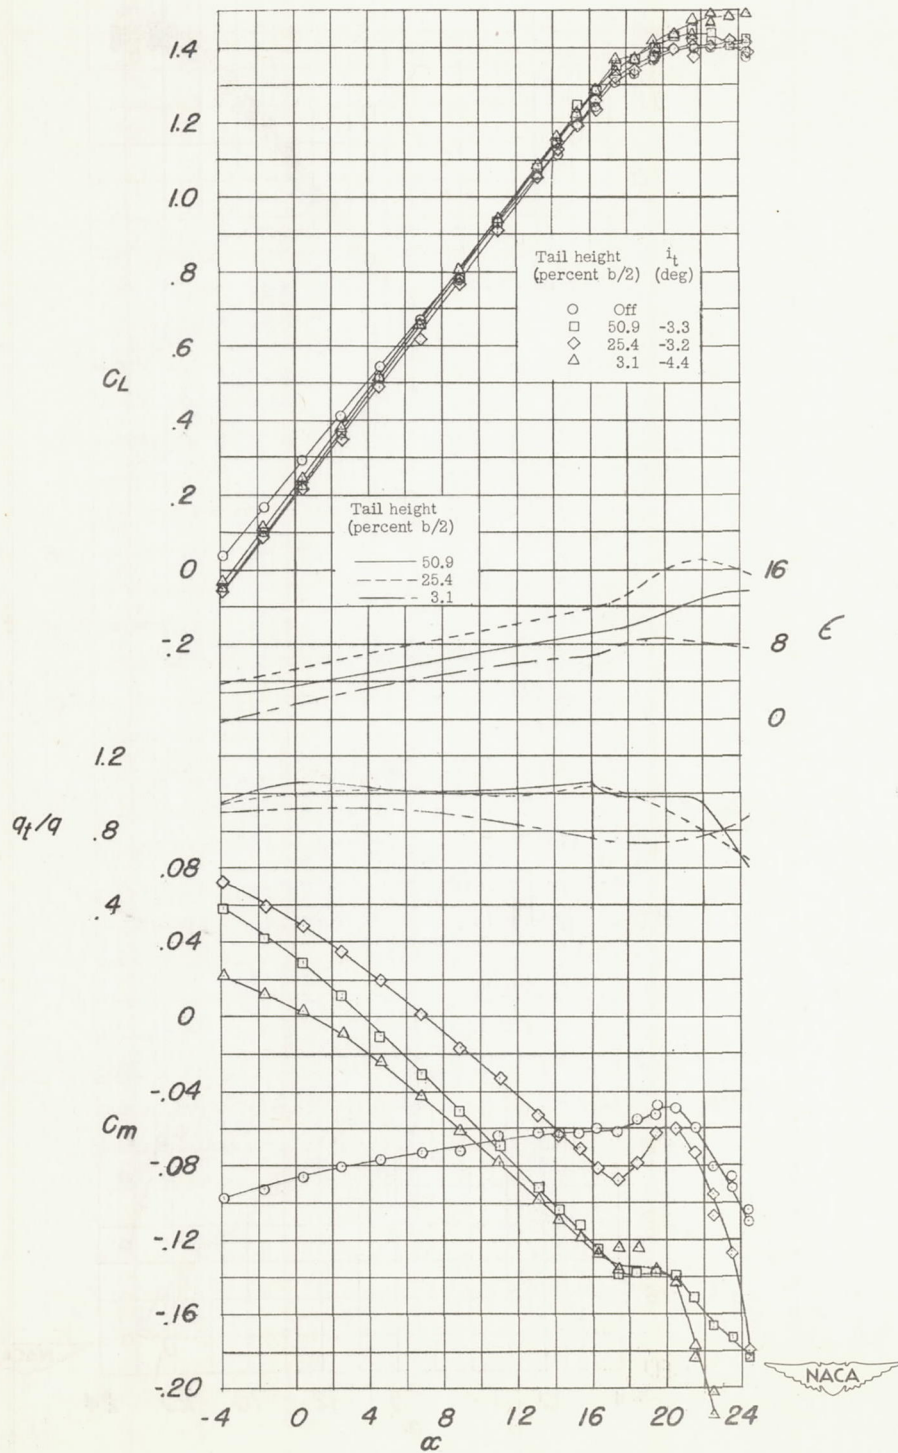 1.4
1.2
1.0
.8
.6
.4
.2
0
-.2
CL
Tail height it
(percent b/2) (deg)
○ Off
□ 50.9 -3.3
◇ 25.4 -3.2
△ 3.1 -4.4
Tail height
(percent b/2)
50.9
25.4
3.1
16
8
0
ϵ
1.2
.8
.4
qt/q
.08
.04
0
-.04
-.08
-.12
-.16
-.20
Cm
-4 0 4 8 12 16 20 24
α
NACA